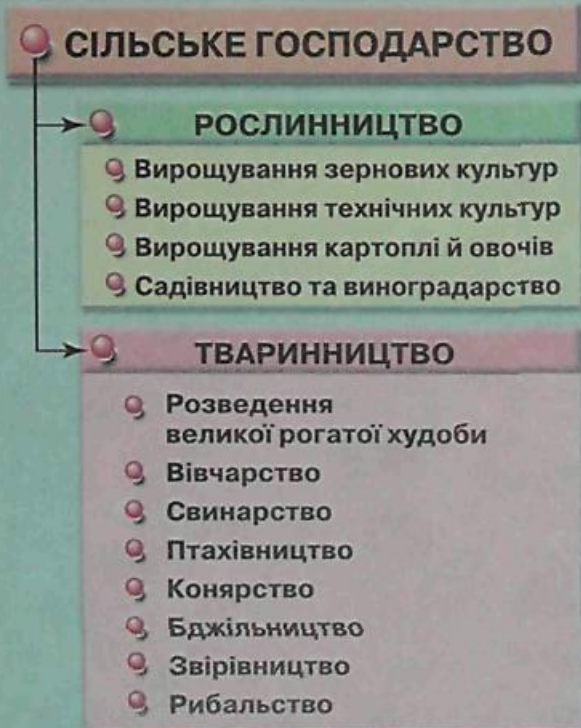 СІЛЬСЬКЕ ГОСПОДАРСТВО
РОСЛИННИЦТВО
Вирощування зернових культур
Вирощування технічних культур
Вирощування картоплі й овочів
Садівництво та виноградарство
ТВАРИННИЦТВО
Розведення
великої рогатої худоби
Вівчарство
Свинарство
Птахівництво
Конярство
Бджільництво
Звірівництво
Рибальство